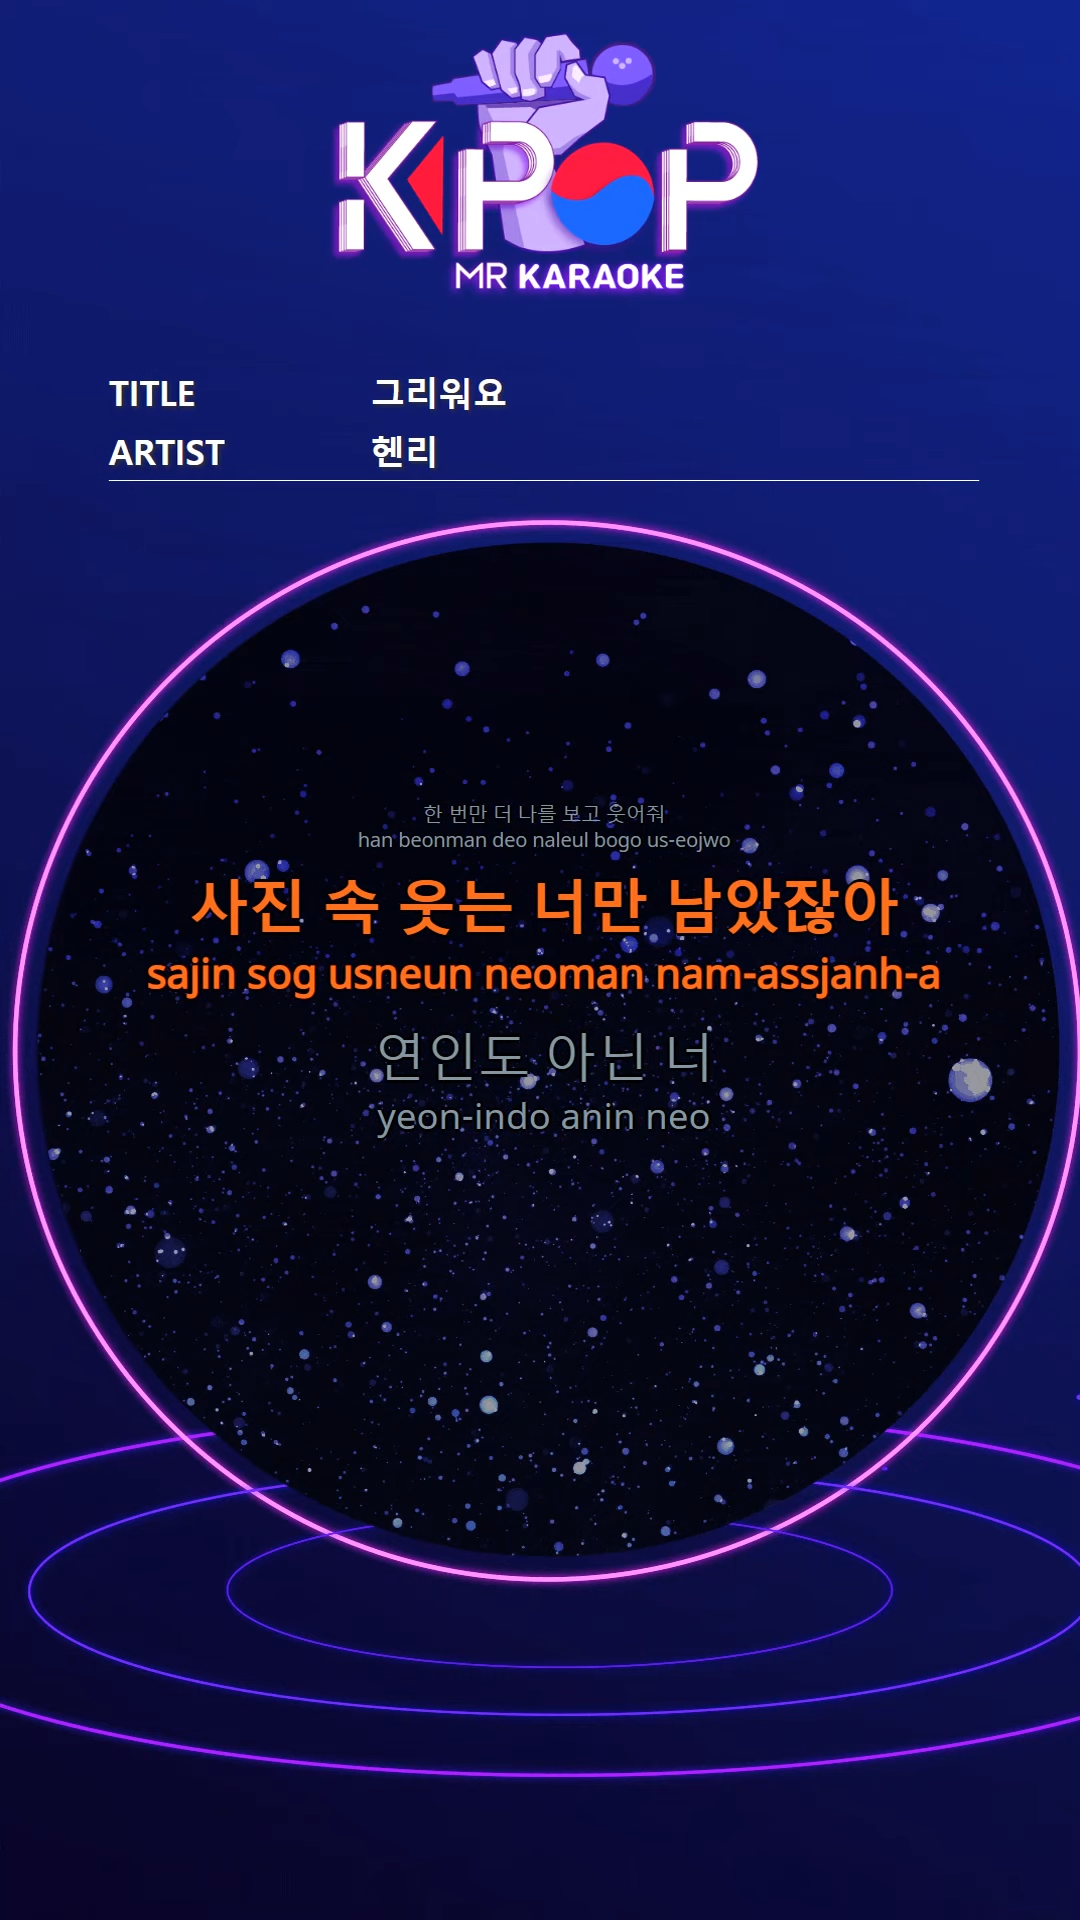 KPOP
MR KARAOKE
TITLE 그리워요
ARTIST 헨리
한 번만 더 나를 보고 웃어줘
han beonman deo naleul bogo us-eojwo
사진 속 웃는 너만 남았잖아
sajin sog usneun neoman nam-assjanh-a
연인도 아닌 너
yeon-indo anin neo